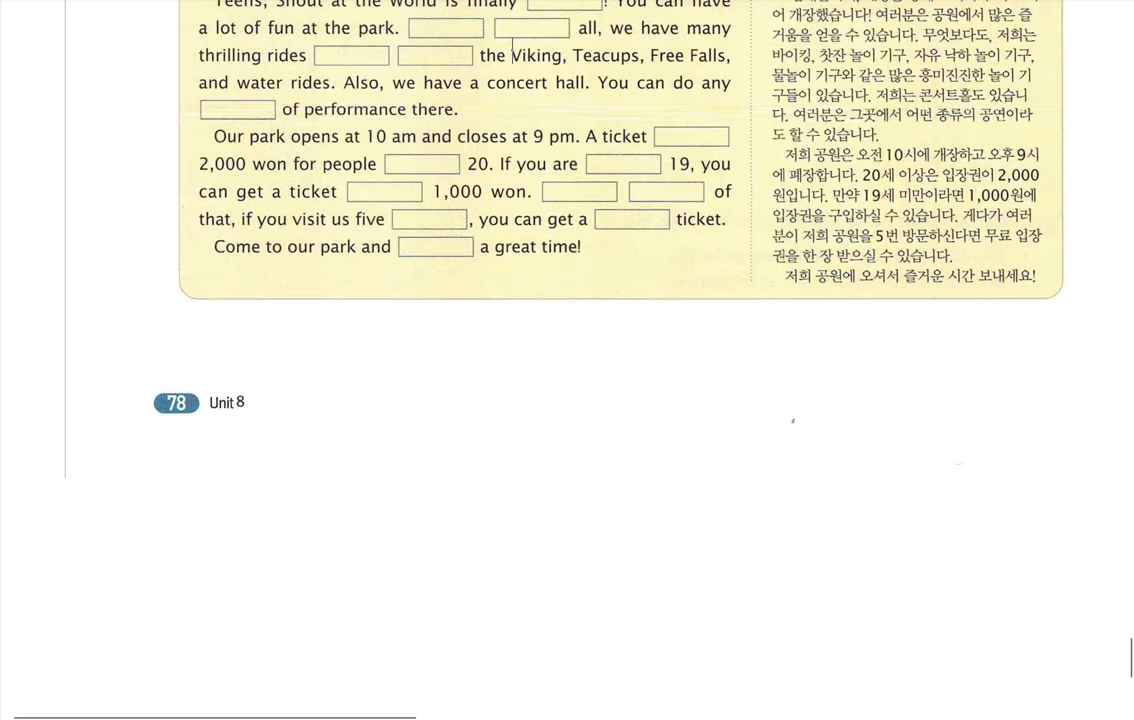 Teens, Shout at the World is finally ! You can have
a lot of fun at the park. all, we have many
thrilling rides the Viking, Teacups, Free Falls,
and water rides. Also, we have a concert hall. You can do any
of performance there.
Our park opens at 10 am and closes at 9 pm. A ticket
2,000 won for people 20. If you are 19, you
can get a ticket 1,000 won. of
that, if you visit us five , you can get a ticket.
Come to our park and a great time!
어 개장했습니다! 여러분은 공원에서 많은 즐
거움을 얻을 수 있습니다. 무엇보다도, 저희는
바이킹, 찻잔 놀이 기구, 자유 낙하 놀이 기구,
물놀이 기구와 같은 많은 흥미진진한 놀이 기
구들이 있습니다. 저희는 콘서트홀도 있습니
다. 여러분은 그곳에서 어떤 종류의 공연이라
도 할 수 있습니다.
저희 공원은 오전 10시에 개장하고 오후 9시
에 폐장합니다. 20세 이상은 입장권이 2,000
원입니다. 만약 19세 미만이라면 1,000원에
입장권을 구입하실 수 있습니다. 게다가 여러
분이 저희 공원을 5번 방문하신다면 무료 입장
권을 한 장 받으실 수 있습니다.
저희 공원에 오셔서 즐거운 시간 보내세요!
78 Unit 8